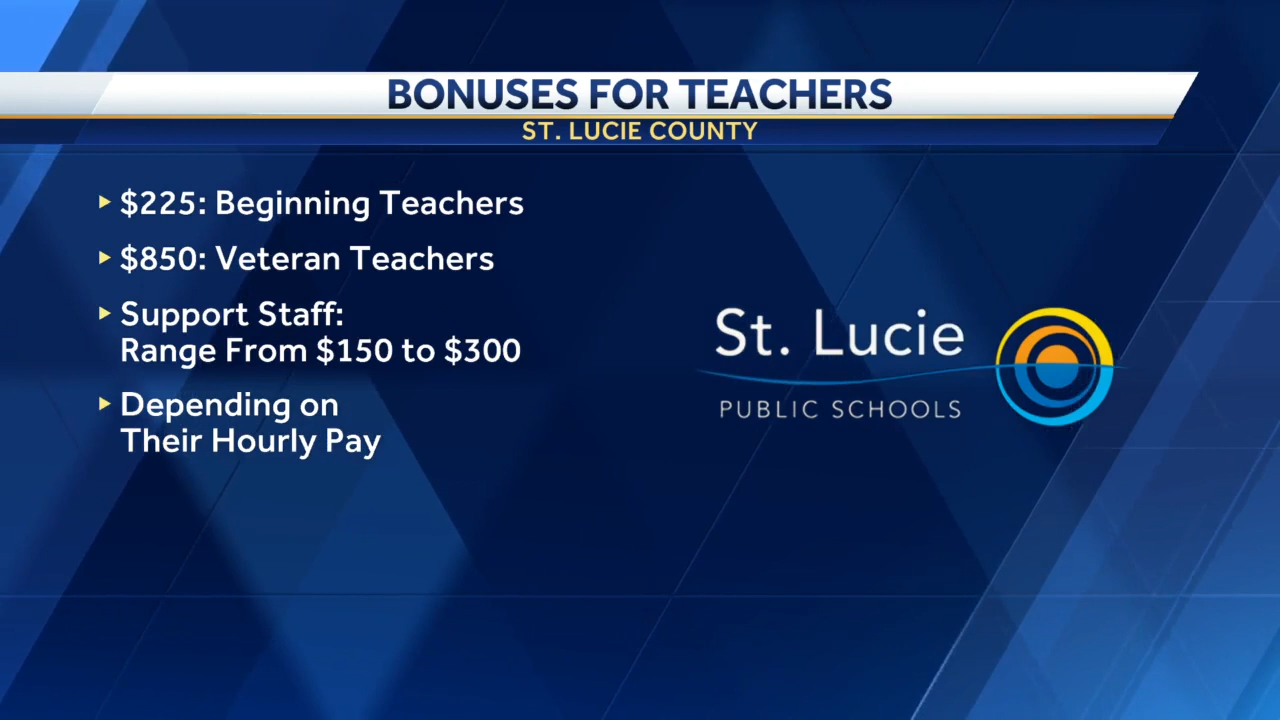 BONUSES FOR TEACHERS
ST. LUCIE COUNTY
$225: Beginning Teachers
$850: Veteran Teachers
Support Staff:
Range From $150 to $300
Depending on
Their Hourly Pay
St. Lucie
PUBLIC SCHOOLS